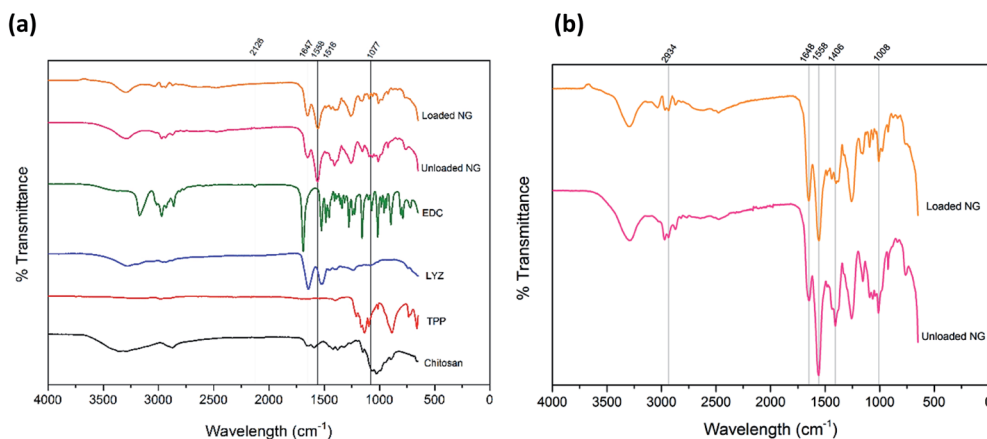 (a)
2126
1647
1558
1516
1077
Loaded NG
Unloaded NG
EDC
LYZ
TPP
Chitosan
% Transmittance
4000 3500 3000 2500 2000 1500 1000 500 0
Wavelength (cm-1)
(b)
2934
1648
1558
1406
1008
Loaded NG
Unloaded NG
% Transmittance
4000 3500 3000 2500 2000 1500 1000 500 0
Wavelength (cm-1)